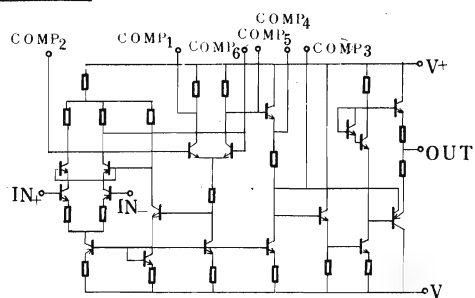 COMP4
COMP1
COMP5
COMP2
COMP6
COMP3
V+
OUT
IN+
IN-
V